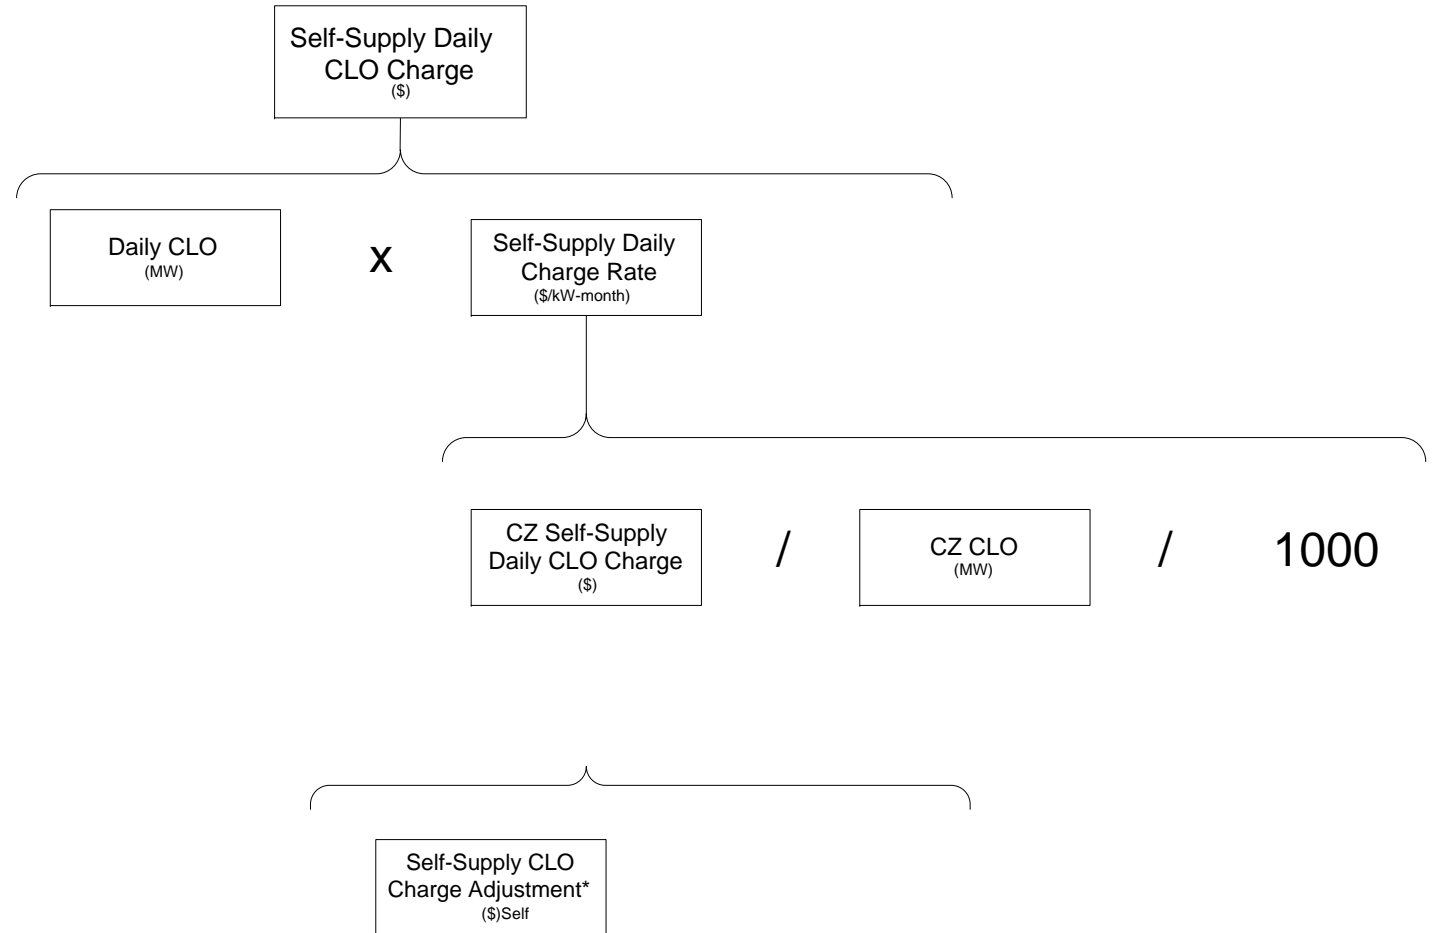 Self-Supply Daily
CLO Charge
($)
Daily CLO
(MW)
x
Self-Supply Daily
Charge Rate
($/kW-month)
CZ Self-Supply
Daily CLO Charge
($)
/
CZ CLO
(MW)
/
1000
Self-Supply CLO
Charge Adjustment*
($)Self